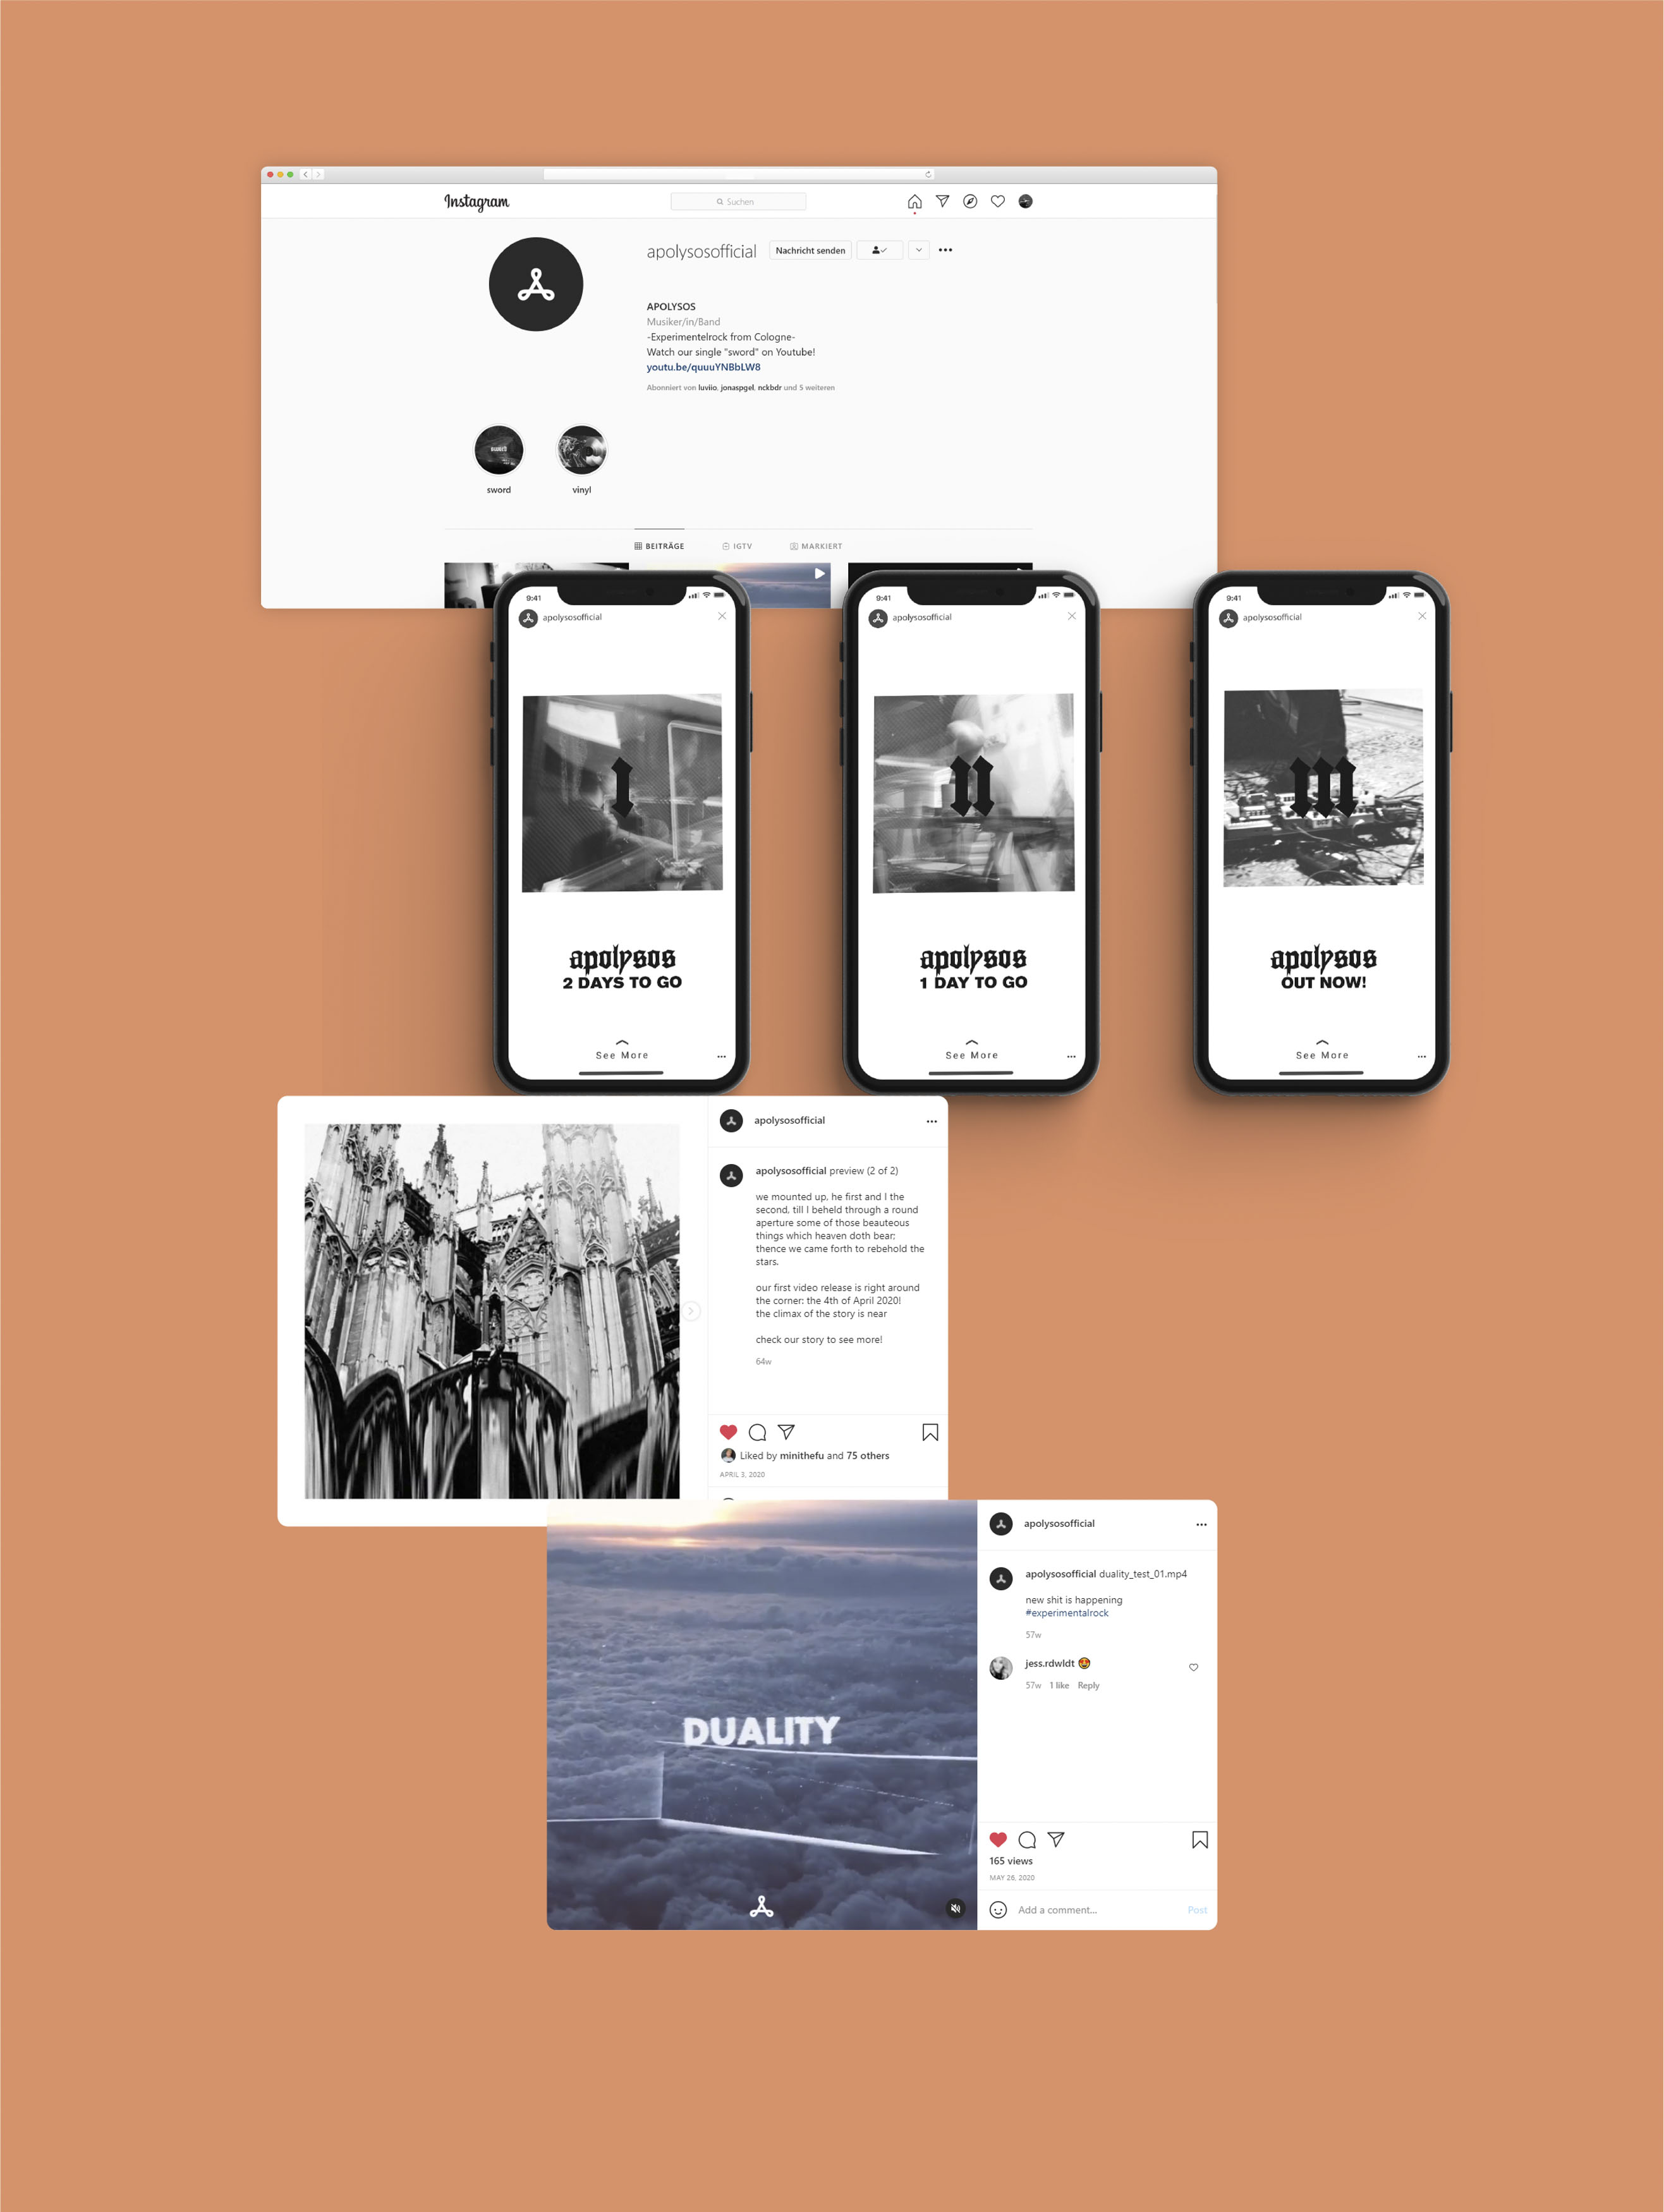 Instagram
Suchen
apolysosofficial
Nachricht senden
APOLYSOS
Musiker/in/Band
-Experimentelrock from Cologne-
Watch our single "sword" on Youtube!
youtu.be/quuuYNBbLW8
Abonniert von luviio, jonaspgel, nckbdr und 5 weiteren
sword
vinyl
BEITRÄGE
IGTV
MARKIERT
9:41
apolysosofficial
I
apolysos
2 DAYS TO GO
See More
9:41
apolysosofficial
II
apolysos
1 DAY TO GO
See More
9:41
apolysosofficial
III
apolysos
OUT NOW!
See More
apolysosofficial
apolysosofficial preview (2 of 2)
we mounted up, he first and I the
second, till I beheld through a round
aperture some of those beauteous
things which heaven doth bear;
thence we came forth to rebehold the
stars.
our first video release is right around
the corner: the 4th of April 2020!
the climax of the story is near
check our story to see more!
64w
Liked by minithefu and 75 others
APRIL 3, 2020
DUALITY
apolysosofficial
apolysosofficial duality_test_01.mp4
new shit is happening
#experimentalrock
57w
jess.rdwldt 🤩
57w 1 like Reply
165 views
MAY 26, 2020
Add a comment...
Post